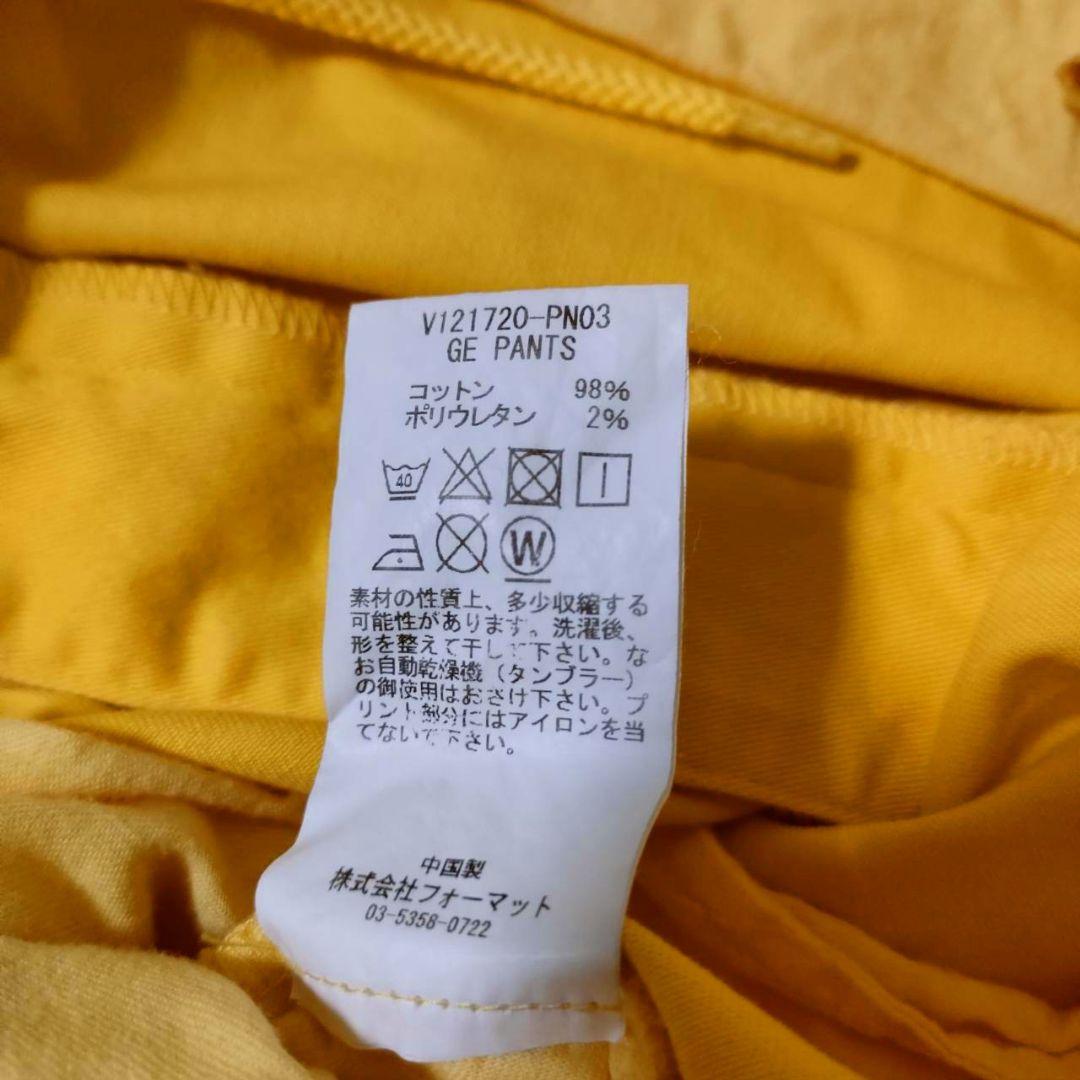 V121720-PN03
GE PANTS
コットン 98%
ポリウレタン 2%
40
W
素材の性質上、多少収縮する
可能性があります。洗濯後、
形を整えて干して下さい。な
お自動乾燥機（タンブラー）
の御使用はおさけ下さい。プ
リント部分にはアイロンを当
てないで下さい。
中国製
株式会社フォーマット
03-5358-0722